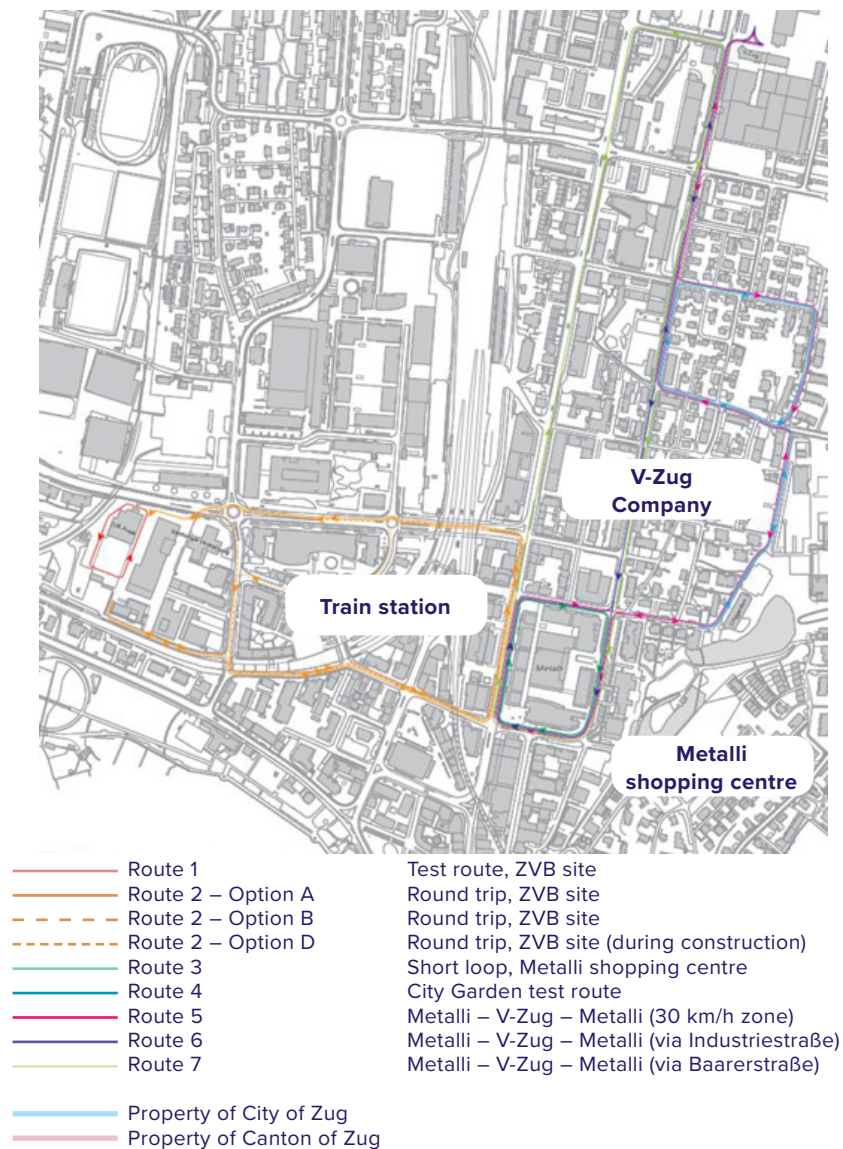 V-Zug
Company
Train station
Metalli
Metalli
shopping centre
Route 1 Test route, ZVB site
Route 2 – Option A Round trip, ZVB site
Route 2 – Option B Round trip, ZVB site
Route 2 – Option D Round trip, ZVB site (during construction)
Route 3 Short loop, Metalli shopping centre
Route 4 City Garden test route
Route 5 Metalli – V-Zug – Metalli (30 km/h zone)
Route 6 Metalli – V-Zug – Metalli (via Industriestraße)
Route 7 Metalli – V-Zug – Metalli (via Baarerstraße)
Property of City of Zug
Property of Canton of Zug